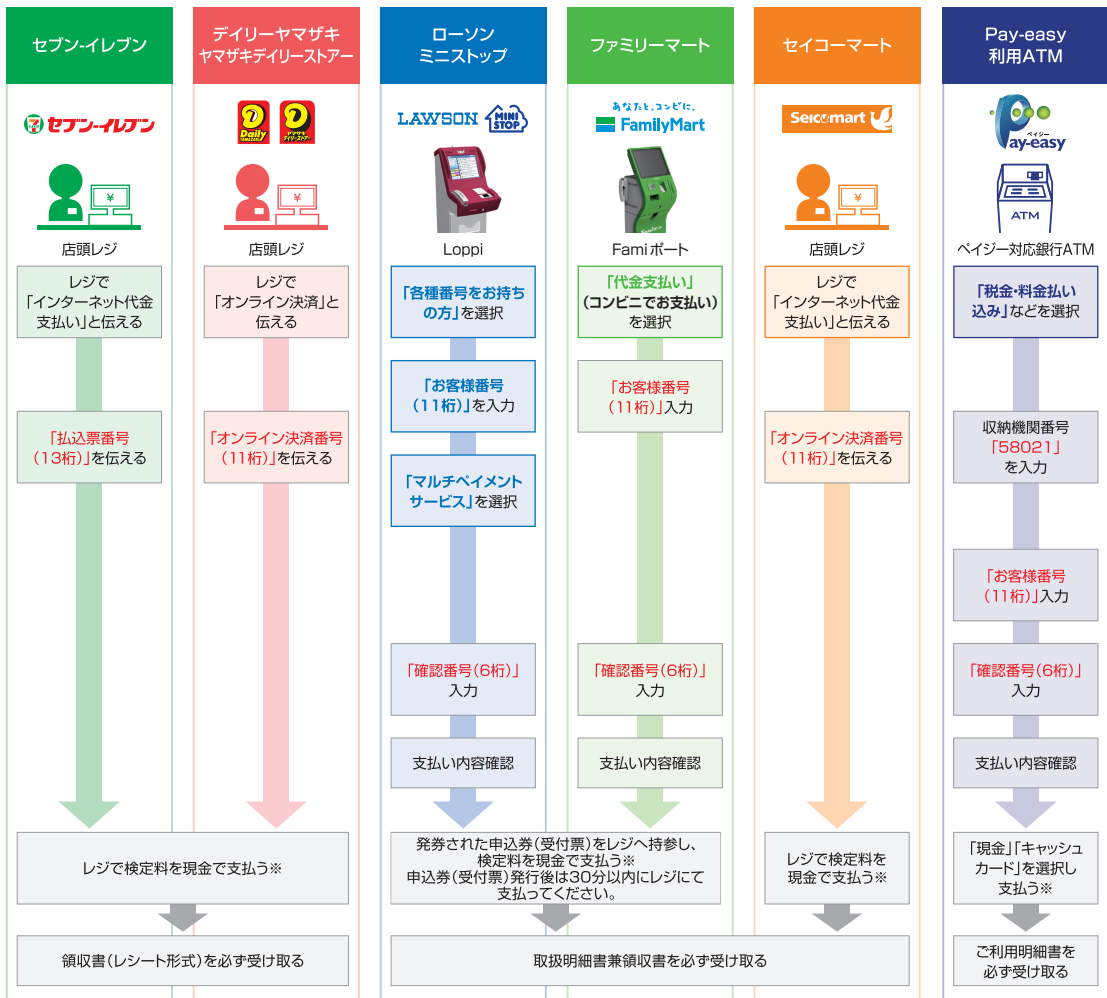 セブン-イレブン
デイリーヤマザキ
ヤマザキデイリーストアー
ローソン
ミニストップ
ファミリーマート
セイコーマート
Pay-easy
利用ATM
セブン-イレブン
Daily
YAMAZAKI
ヤマザキ
デイリーストアー
LAWSON
MINI
STOP
あなたと、コンビに、
FamilyMart
Seicomart
ペイジー
Pay-easy
¥
¥
¥
ATM
店頭レジ
店頭レジ
Loppi
Famiポート
店頭レジ
ペイジー対応銀行ATM
レジで
「インターネット代金
支払い」と伝える
レジで
「オンライン決済」と
伝える
「各種番号をお持ち
の方」を選択
「代金支払い」
(コンビニでお支払い)
を選択
レジで
「インターネット代金
支払い」と伝える
「税金・料金払い
込み」などを選択
「お客様番号
(11桁)」を入力
「お客様番号
(11桁)」入力
「払込票番号
(13桁)」を伝える
「オンライン決済番号
(11桁)」を伝える
「マルチペイメント
サービス」を選択
「オンライン決済番号
(11桁)」を伝える
収納機関番号
「58021」
を入力
「お客様番号
(11桁)」入力
「確認番号(6桁)」
入力
「確認番号(6桁)」
入力
「確認番号(6桁)」
入力
支払い内容確認
支払い内容確認
支払い内容確認
レジで検定料を現金で支払う※
発券された申込券(受付票)をレジへ持参し、
検定料を現金で支払う※
申込券(受付票)発行後は30分以内にレジにて
支払ってください。
レジで検定料を
現金で支払う※
「現金」「キャッシュ
カード」を選択し
支払う※
領収書(レシート形式)を必ず受け取る
取扱明細書兼領収書を必ず受け取る
ご利用明細書を
必ず受け取る